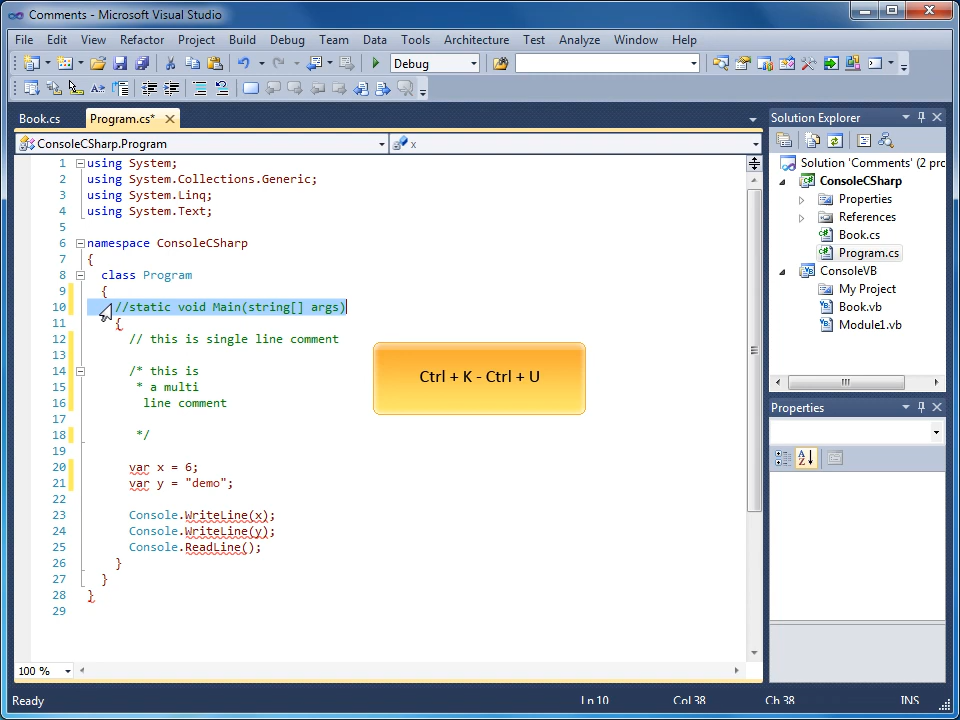 Comments - Microsoft Visual Studio
File Edit View Refactor Project Build Debug Team Data Tools Architecture Test Analyze Window Help
Debug
Book.cs Program.cs*
ConsoleCSharp.Program x
1 using System;
2 using System.Collections.Generic;
3 using System.Linq;
4 using System.Text;
5
6 namespace ConsoleCSharp
7 {
8 class Program
9 {
10 //static void Main(string[] args)
11 {
12 // this is single line comment
13
14 /* this is
15 * a multi
16 line comment
17
18 */
19
20 var x = 6;
21 var y = "demo";
22
23 Console.WriteLine(x);
24 Console.WriteLine(y);
25 Console.ReadLine();
26 }
27 }
28 }
29
Ctrl + K - Ctrl + U
100 %
Solution Explorer
Solution 'Comments' (2 prc
ConsoleCSharp
Properties
References
Book.cs
Program.cs
ConsoleVB
My Project
Book.vb
Module1.vb
Properties
Ready Ln 10 Col 38 Ch 38 INS